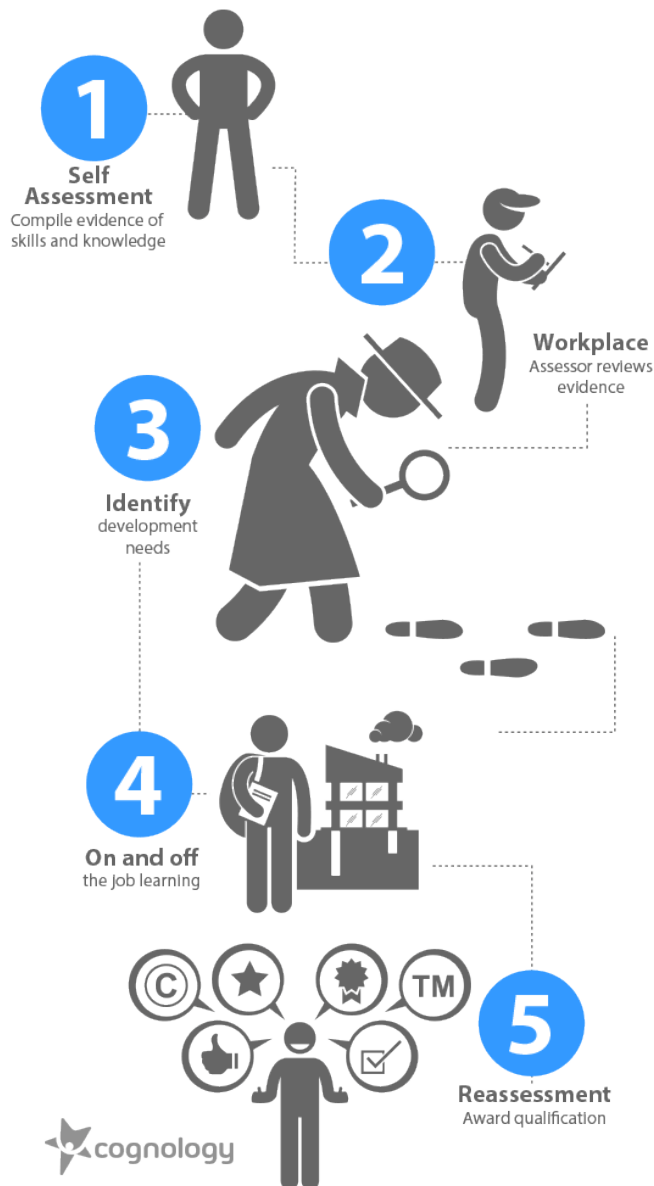 1
Self
Assessment
Compile evidence of
skills and knowledge
2
Workplace
Assessor reviews
evidence
3
Identify
development
needs
4
On and off
the job learning
C
TM
5
Reassessment
Award qualification
cognology